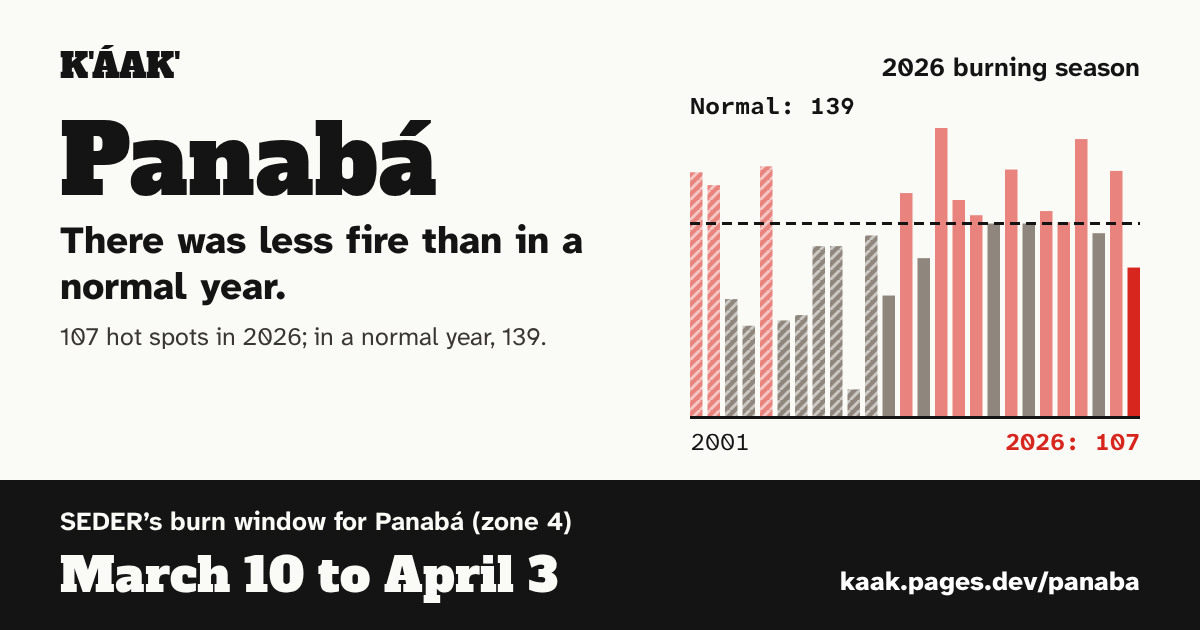 K'ÁAK'
Panabá
There was less fire than in a
normal year.
107 hot spots in 2026; in a normal year, 139.
2026 burning season
Normal: 139
2001
2026: 107
SEDER’s burn window for Panabá (zone 4)
March 10 to April 3
kaak.pages.dev/panaba